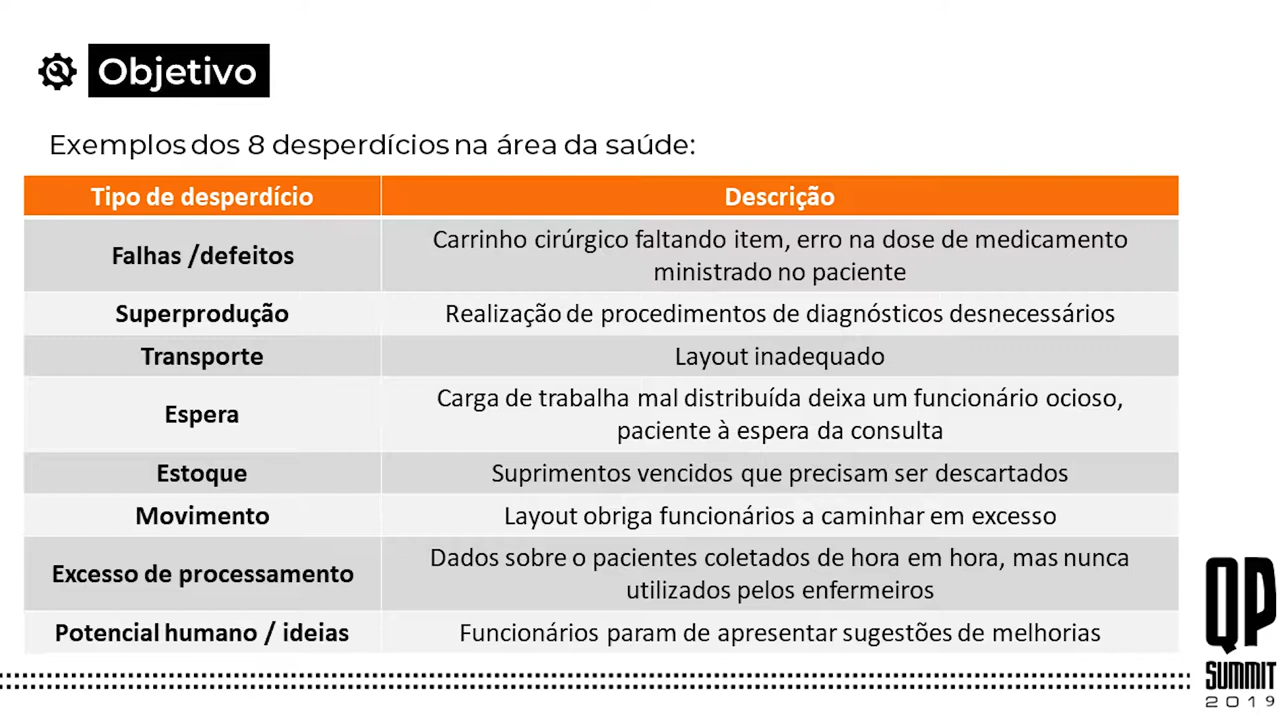 Objetivo
Exemplos dos 8 desperdícios na área da saúde:
Tipo de desperdício Descrição
Falhas /defeitos
Carrinho cirúrgico faltando item, erro na dose de medicamento
ministrado no paciente
Superprodução Realização de procedimentos de diagnósticos desnecessários
Transporte Layout inadequado
Espera
Carga de trabalha mal distribuída deixa um funcionário ocioso,
paciente à espera da consulta
Estoque Suprimentos vencidos que precisam ser descartados
Movimento Layout obriga funcionários a caminhar em excesso
Excesso de processamento
Dados sobre o pacientes coletados de hora em hora, mas nunca
utilizados pelos enfermeiros
Potencial humano / ideias Funcionários param de apresentar sugestões de melhorias
QP
SUMMIT
2019